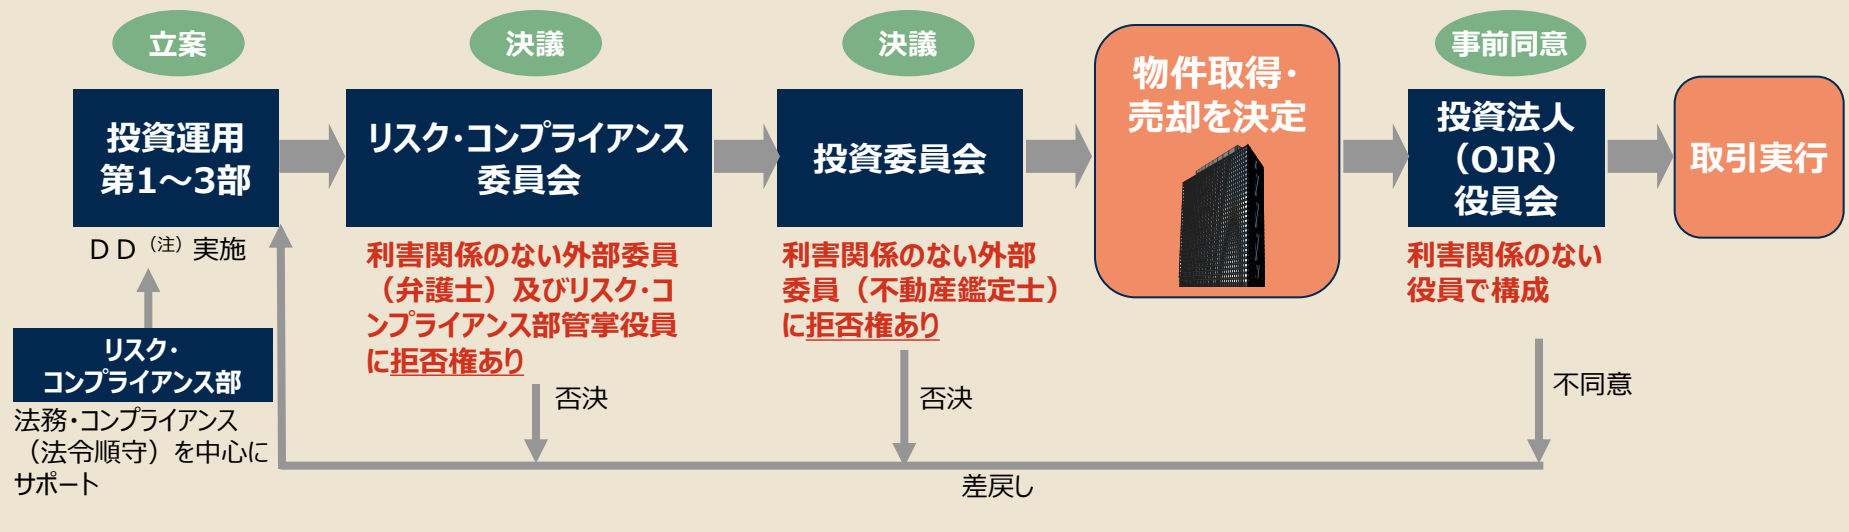 立案
投資運用
第1～3部
ＤＤ（注）実施
リスク・
コンプライアンス部
法務・コンプライアンス
（法令順守）を中心に
サポート
決議
リスク・コンプライアンス
委員会
利害関係のない外部委員
（弁護士）及びリスク・コ
ンプライアンス部管掌役員
に拒否権あり
否決
決議
投資委員会
利害関係のない外部
委員（不動産鑑定士）
に拒否権あり
否決
物件取得・
売却を決定
事前同意
投資法人
（OJR）
役員会
利害関係のない
役員で構成
不同意
取引実行
差戻し